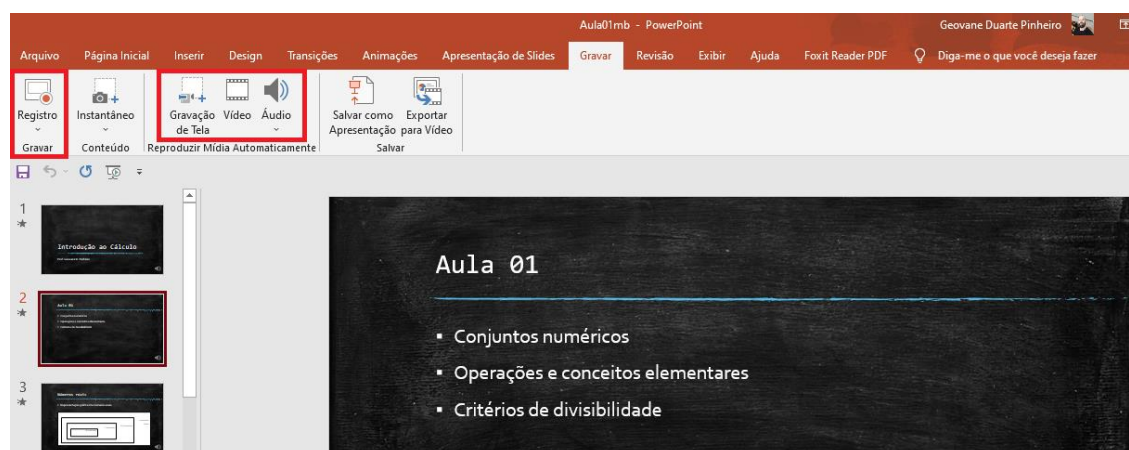 Aula01mb - PowerPoint
Geovane Duarte Pinheiro
Arquivo Página Inicial Inserir Design Transições Animações Apresentação de Slides Gravar Revisão Exibir Ajuda Foxit Reader PDF Diga-me o que você deseja fazer
Registro Instantâneo Gravação de Tela Vídeo Áudio Salvar como Apresentação Exportar para Vídeo
Gravar Conteúdo Reproduzir Mídia Automaticamente Salvar
1
Introdução ao Cálculo
2
Aula 01
3
Números reais
Aula 01
▪ Conjuntos numéricos
▪ Operações e conceitos elementares
▪ Critérios de divisibilidade